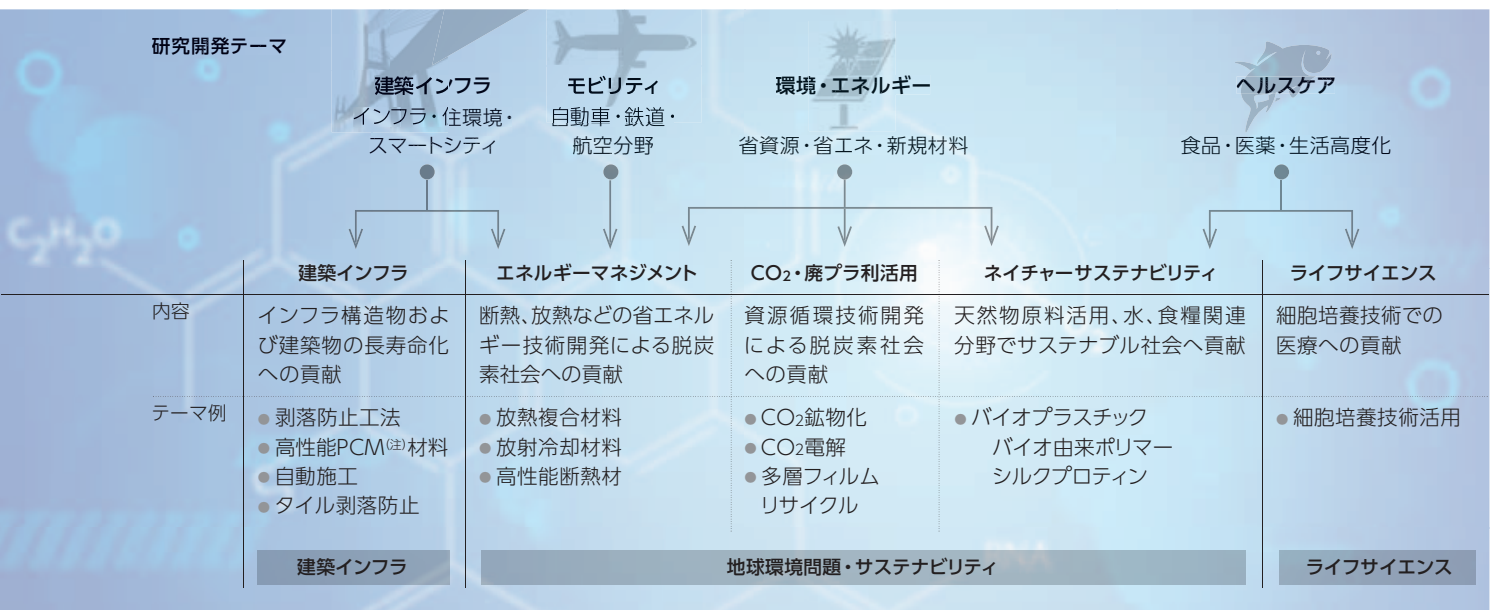 研究開発テーマ
建築インフラ
インフラ・住環境・
スマートシティ
モビリティ
自動車・鉄道・
航空分野
環境・エネルギー
省資源・省エネ・新規材料
ヘルスケア
食品・医薬・生活高度化
C2H2O
建築インフラ
エネルギーマネジメント
CO2・廃プラ利活用
ネイチャーサステナビリティ
ライフサイエンス
内容
インフラ構造物およ
び建築物の長寿命化
への貢献
断熱、放熱などの省エネル
ギー技術開発による脱炭
素社会への貢献
資源循環技術開発
による脱炭素社会
への貢献
天然物原料活用、水、食糧関連
分野でサステナブル社会へ貢献
細胞培養技術での
医療への貢献
テーマ例
●剥落防止工法
●高性能PCM(注)材料
●自動施工
●タイル剥落防止
●放熱複合材料
●放射冷却材料
●高性能断熱材
●CO2鉱物化
●CO2電解
●多層フィルム
リサイクル
●バイオプラスチック
バイオ由来ポリマー
シルクプロティン
●細胞培養技術活用
建築インフラ
地球環境問題・サステナビリティ
ライフサイエンス